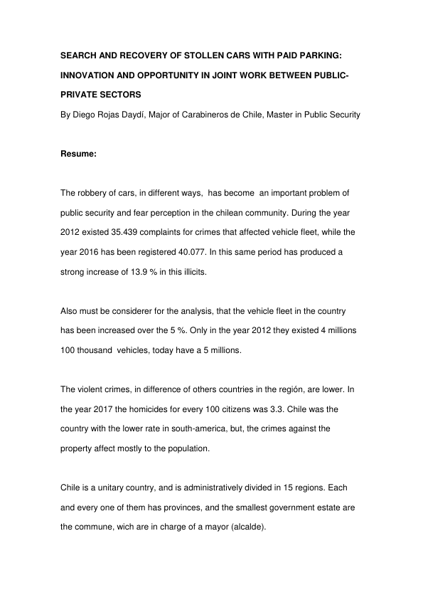 SEARCH AND RECOVERY OF STOLLEN CARS WITH PAID PARKING:
INNOVATION AND OPPORTUNITY IN JOINT WORK BETWEEN PUBLIC-
PRIVATE SECTORS
By Diego Rojas Daydí, Major of Carabineros de Chile, Master in Public Security
Resume:
The robbery of cars, in different ways, has become an important problem of
public security and fear perception in the chilean community. During the year
2012 existed 35.439 complaints for crimes that affected vehicle fleet, while the
year 2016 has been registered 40.077. In this same period has produced a
strong increase of 13.9 % in this illicits.
Also must be considerer for the analysis, that the vehicle fleet in the country
has been increased over the 5 %. Only in the year 2012 they existed 4 millions
100 thousand vehicles, today have a 5 millions.
The violent crimes, in difference of others countries in the región, are lower. In
the year 2017 the homicides for every 100 citizens was 3.3. Chile was the
country with the lower rate in south-america, but, the crimes against the
property affect mostly to the population.
Chile is a unitary country, and is administratively divided in 15 regions. Each
and every one of them has provinces, and the smallest government estate are
the commune, wich are in charge of a mayor (alcalde).